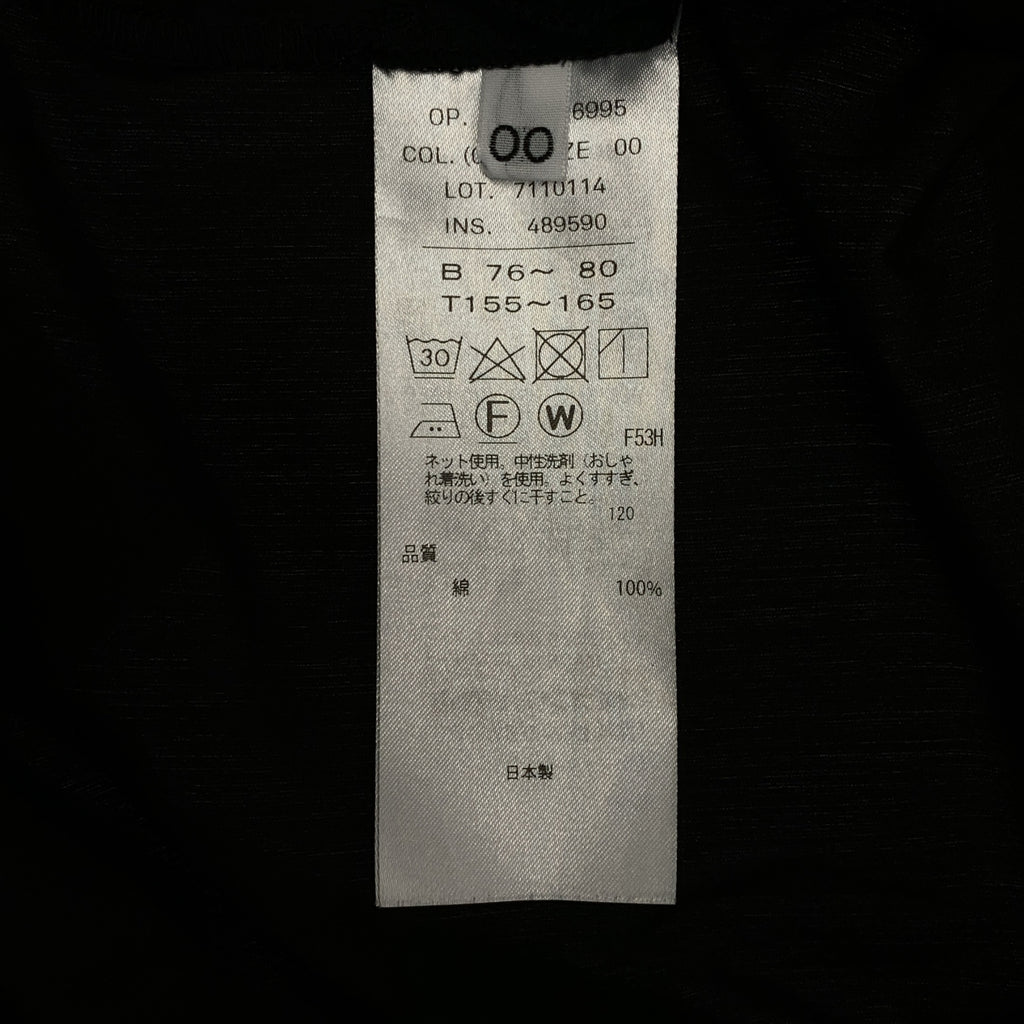 OP. 6995
00
COL. SIZE 00
LOT. 7110114
INS. 489590
B 76〜 80
T155〜165
30
F W
F53H
ネット使用。中性洗剤（おしゃ
れ着洗い）を使用。よくすすぎ、
絞りの後すぐに干すこと。
120
品質
綿 100%
日本製